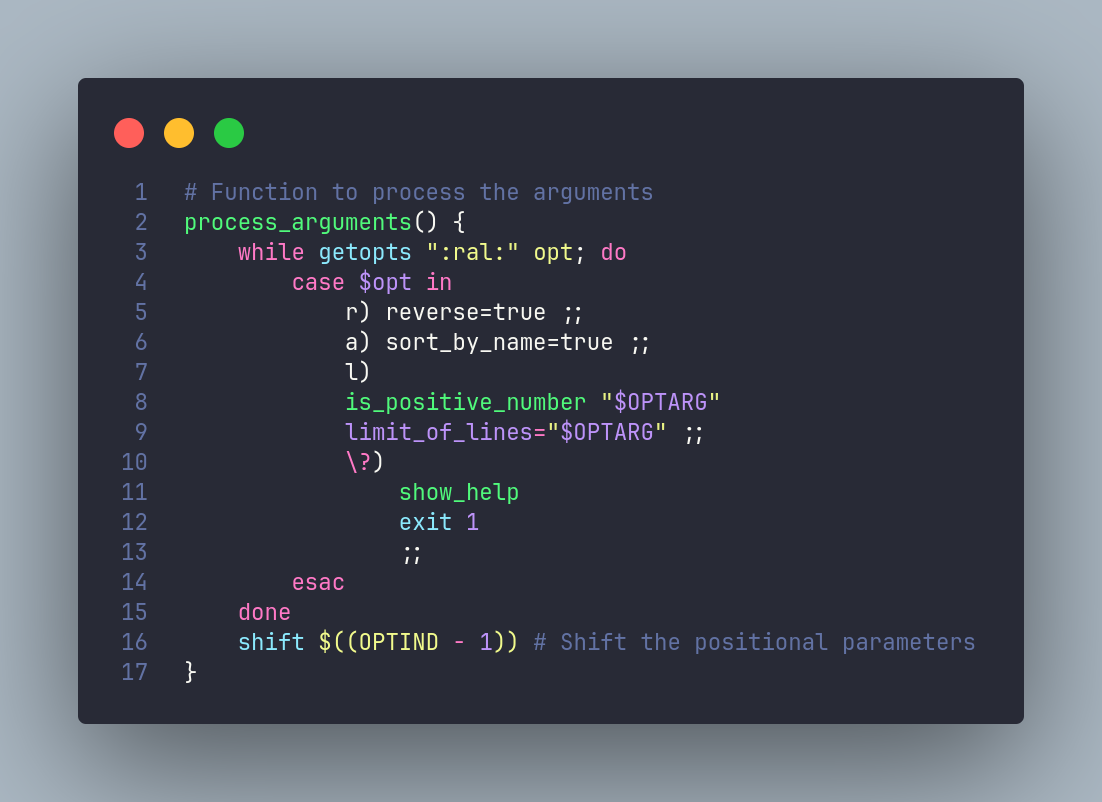 1 # Function to process the arguments
2 process_arguments() {
3     while getopts ":ral:" opt; do
4         case $opt in
5             r) reverse=true ;;
6             a) sort_by_name=true ;;
7             l)
8             is_positive_number "$OPTARG"
9             limit_of_lines="$OPTARG" ;;
10             \?)
11                 show_help
12                 exit 1
13                 ;;
14         esac
15     done
16     shift $((OPTIND - 1)) # Shift the positional parameters
17 }